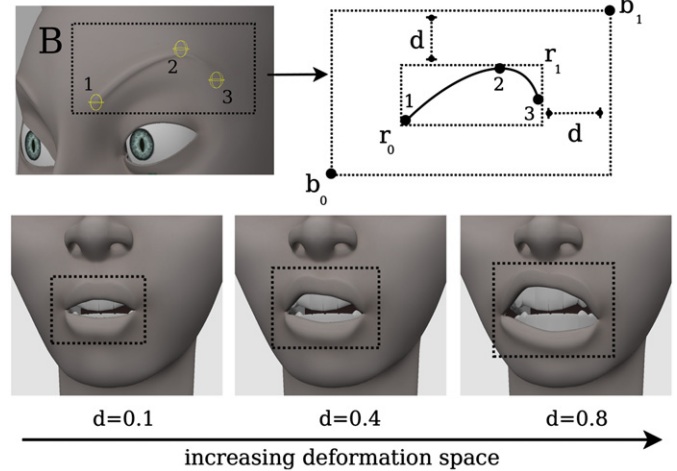 B
1
2
3
b1
d
r1
1
2
3
r0
d
b0
d=0.1
d=0.4
d=0.8
increasing deformation space